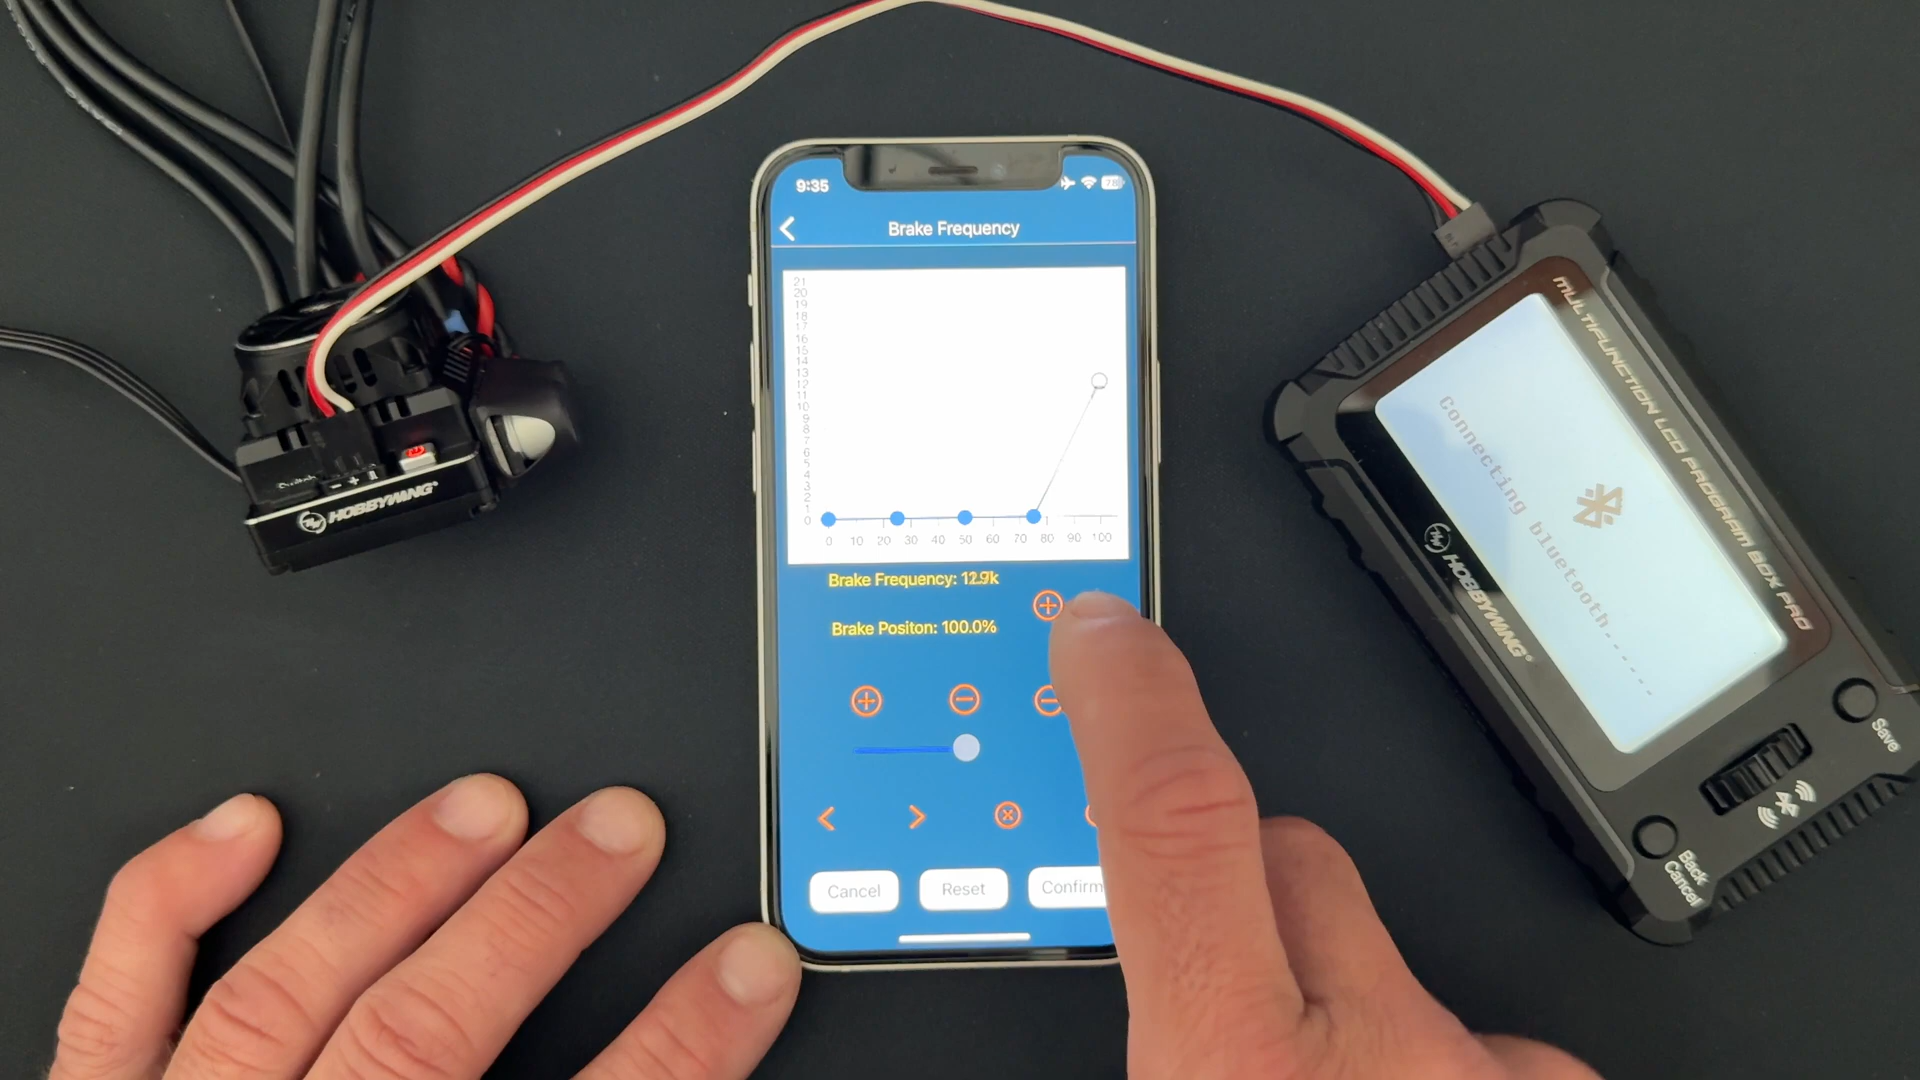 9:35
78
Brake Frequency
21
20
19
18
17
16
15
14
13
12
11
10
9
8
7
6
5
4
3
2
1
0
0 10 20 30 40 50 60 70 80 90 100
Brake Frequency:
Brake Positon: 100.0%
Cancel
Reset
Confirm
Switch
- +
HOBBYWING
MULTIFUNCTION LCD PROGRAM BOX PRO
Connecting bluetooth......
HOBBYWING
Save
Back
Cancel